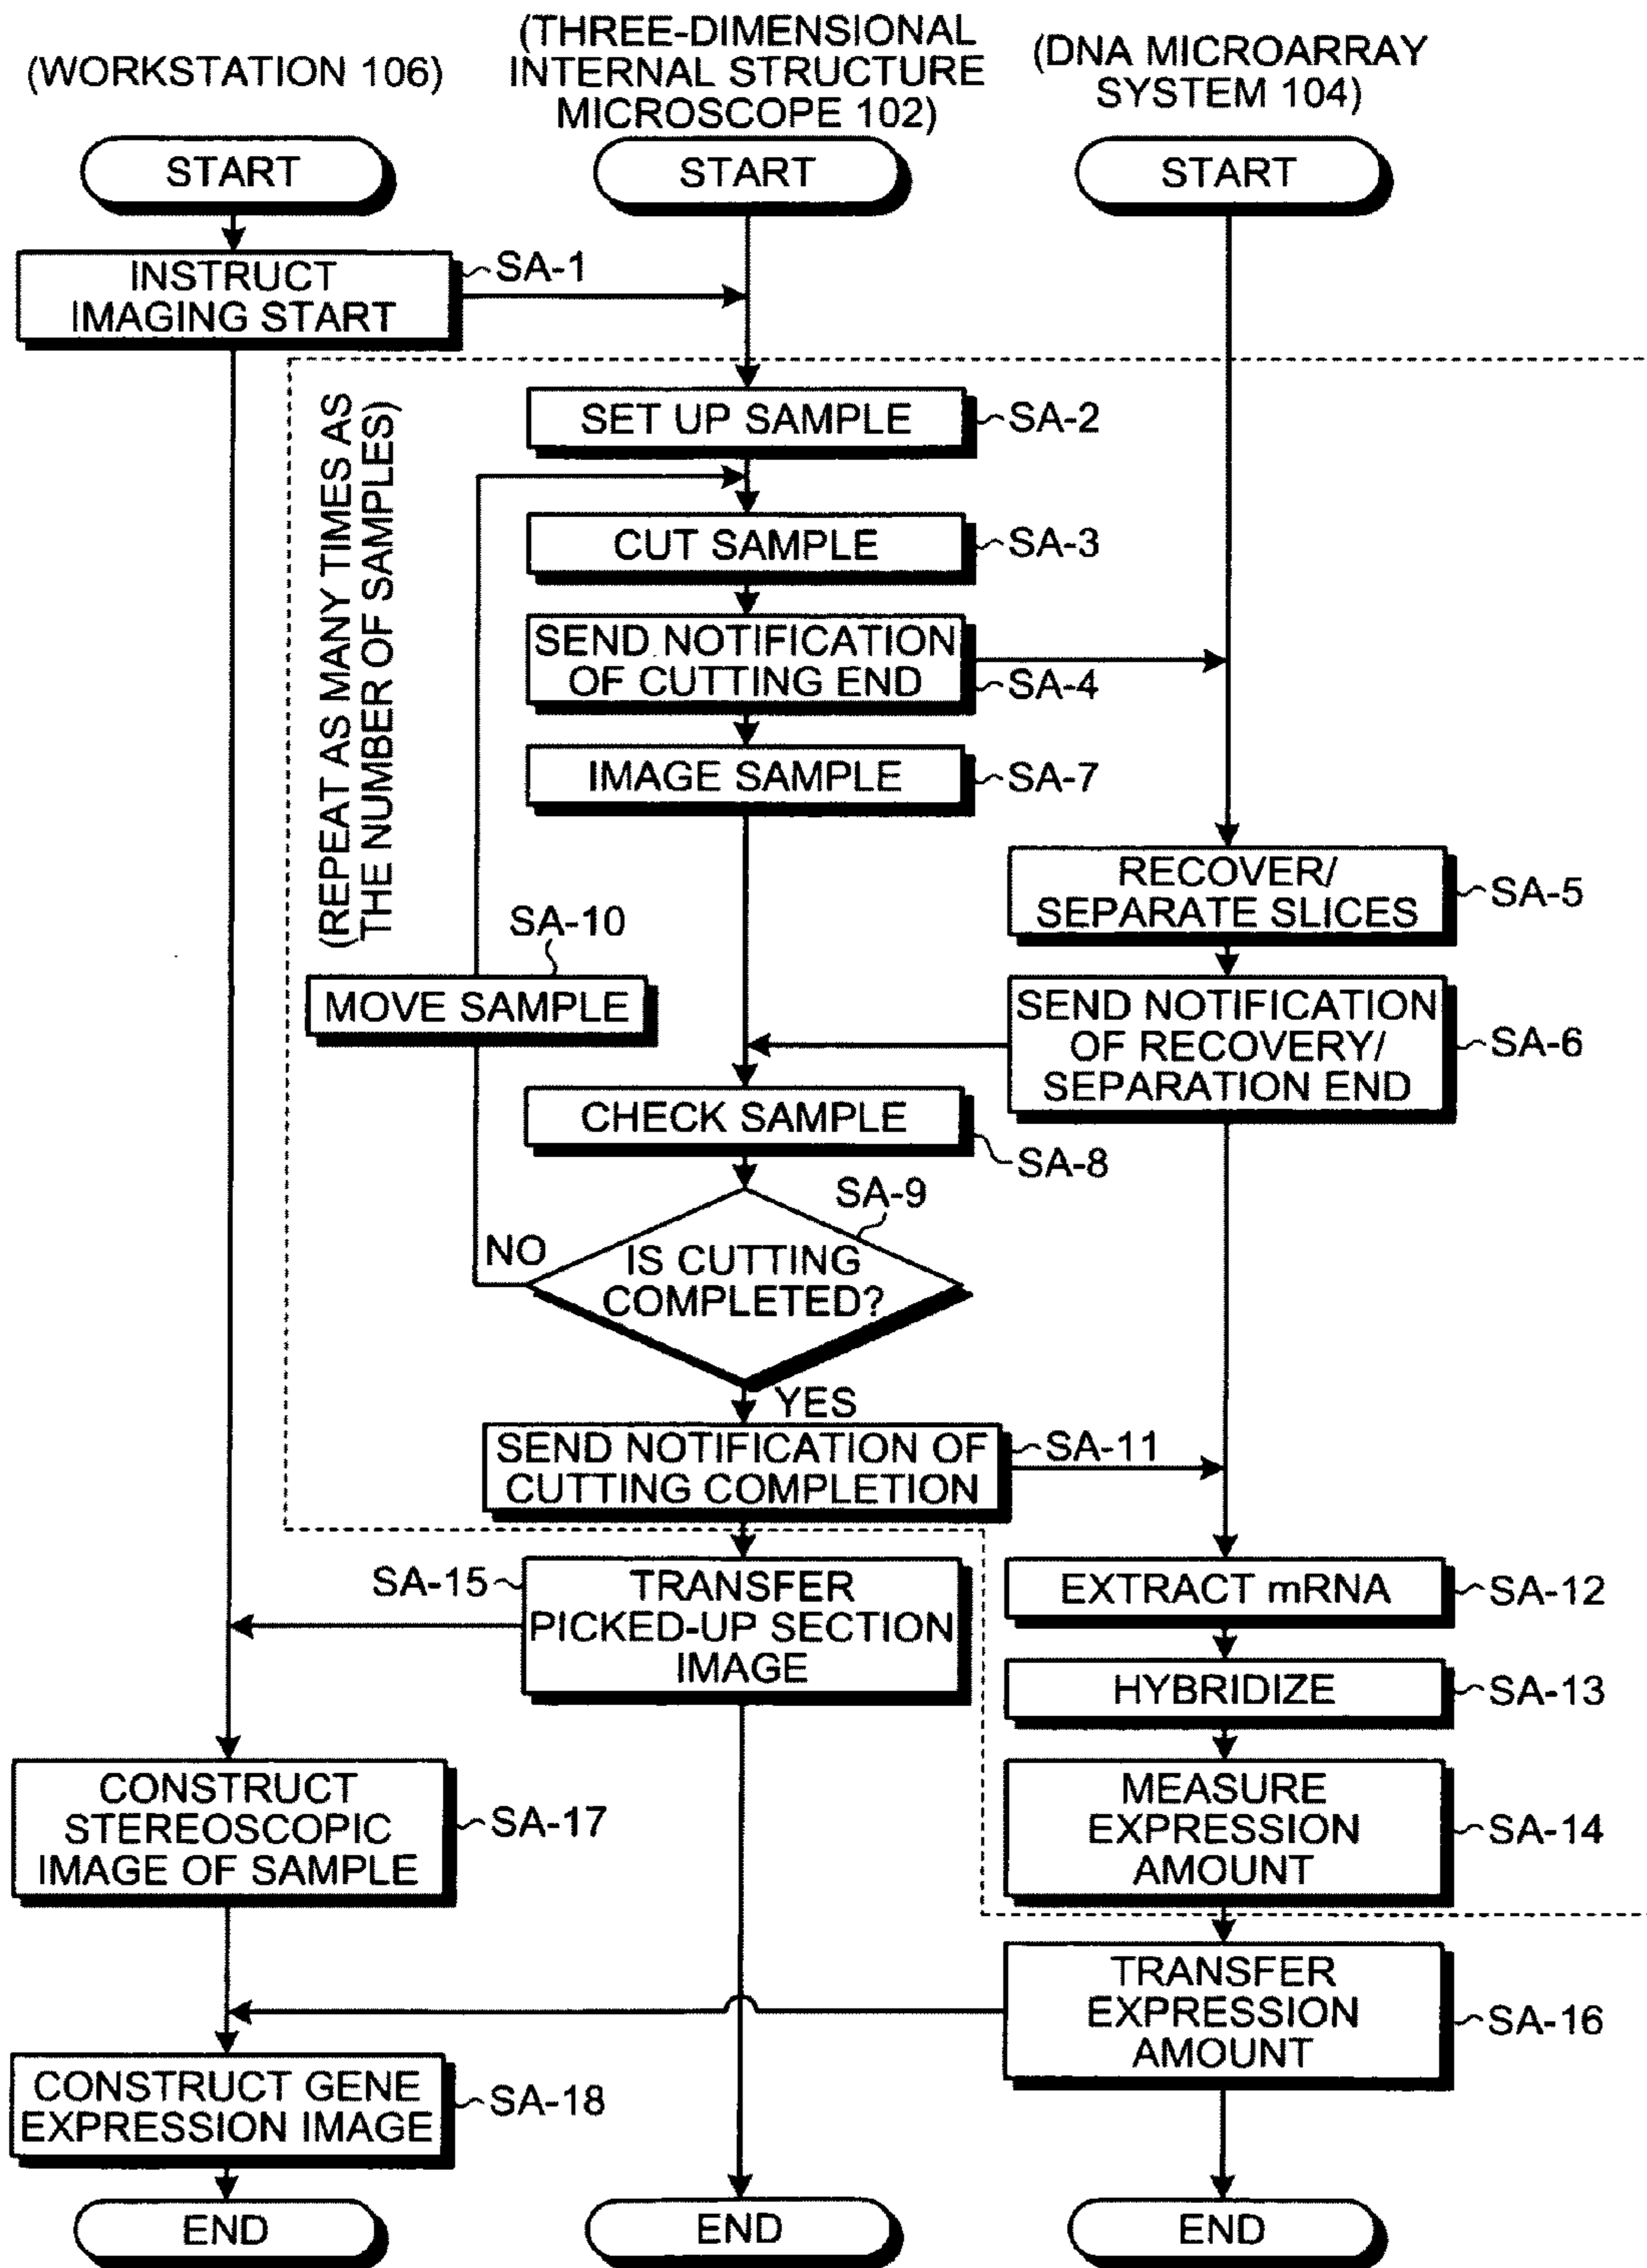 (WORKSTATION 106)
(THREE-DIMENSIONAL
INTERNAL STRUCTURE
MICROSCOPE 102)
(DNA MICROARRAY
SYSTEM 104)
START
START
START
INSTRUCT
IMAGING START
SA-1
(REPEAT AS MANY TIMES AS
THE NUMBER OF SAMPLES)
SET UP SAMPLE
SA-2
CUT SAMPLE
SA-3
SEND NOTIFICATION
OF CUTTING END
SA-4
IMAGE SAMPLE
SA-7
RECOVER/
SEPARATE SLICES
SA-5
SA-10
MOVE SAMPLE
SEND NOTIFICATION
OF RECOVERY/
SEPARATION END
SA-6
CHECK SAMPLE
SA-8
SA-9
NO
IS CUTTING
COMPLETED?
YES
SEND NOTIFICATION OF
CUTTING COMPLETION
SA-11
SA-15
TRANSFER
PICKED-UP SECTION
IMAGE
EXTRACT mRNA
SA-12
HYBRIDIZE
SA-13
CONSTRUCT
STEREOSCOPIC
IMAGE OF SAMPLE
SA-17
MEASURE
EXPRESSION
AMOUNT
SA-14
TRANSFER
EXPRESSION
AMOUNT
SA-16
CONSTRUCT GENE
EXPRESSION IMAGE
SA-18
END
END
END